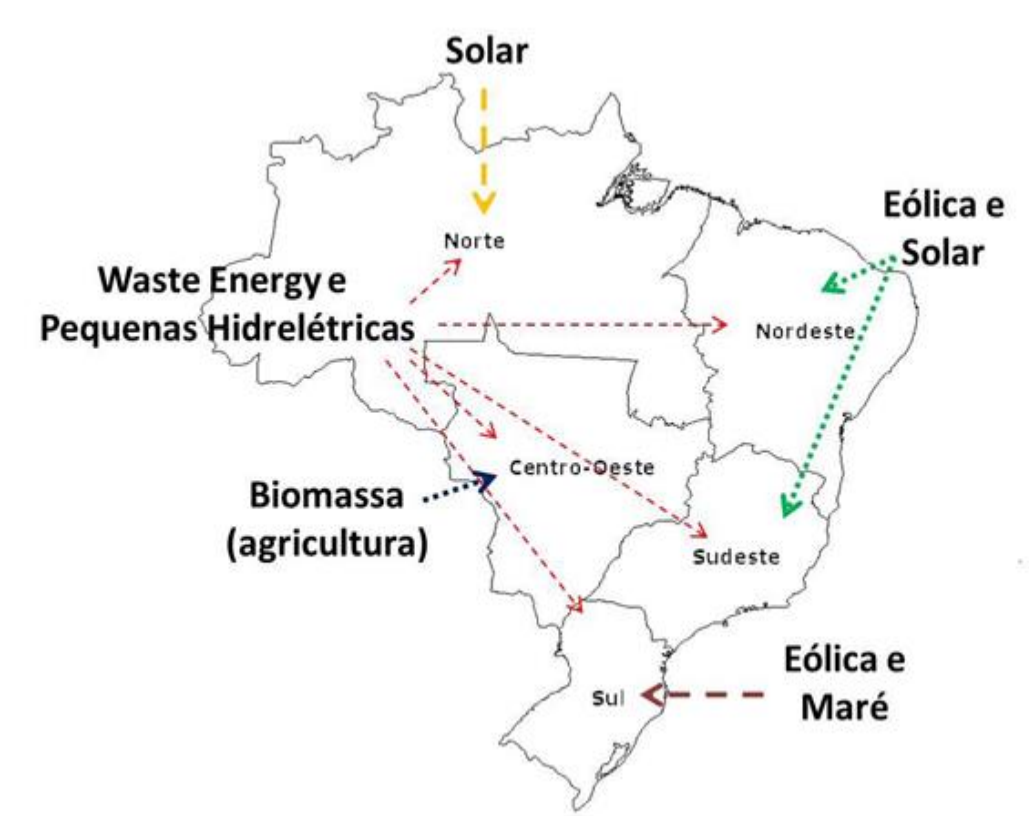 Solar
Eólica e
Solar
Norte
Waste Energy e
Pequenas Hidrelétricas
Nordeste
Centro-Oeste
Biomassa
(agricultura)
Sudeste
Eólica e
Maré
Sul